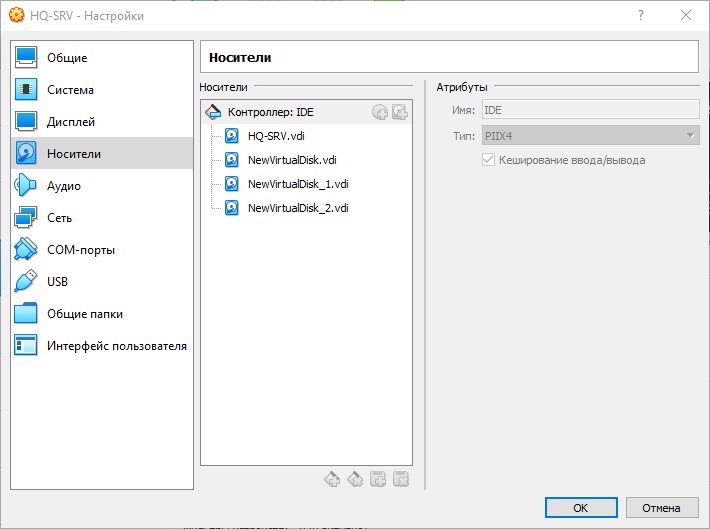 HQ-SRV - Настройки
?
Общие
Система
Дисплей
Носители
Аудио
Сеть
COM-порты
USB
Общие папки
Интерфейс пользователя
Носители
Носители
Контроллер: IDE
HQ-SRV.vdi
NewVirtualDisk.vdi
NewVirtualDisk_1.vdi
NewVirtualDisk_2.vdi
Атрибуты
Имя: IDE
Тип: PIIX4
Кеширование ввода/вывода
OK
Отмена